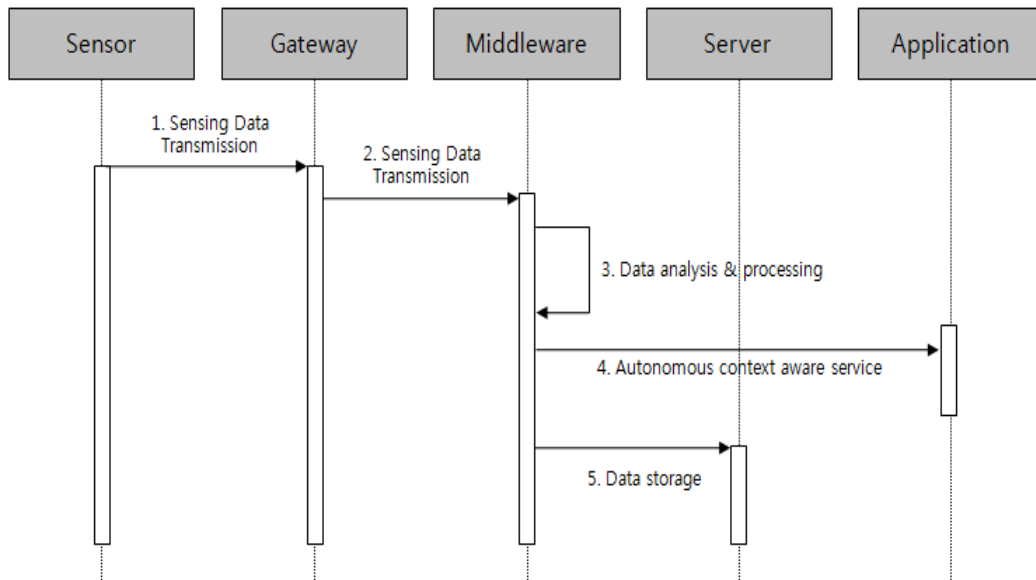 Sensor
Gateway
Middleware
Server
Application
1. Sensing Data
Transmission
2. Sensing Data
Transmission
3. Data analysis & processing
4. Autonomous context aware service
5. Data storage